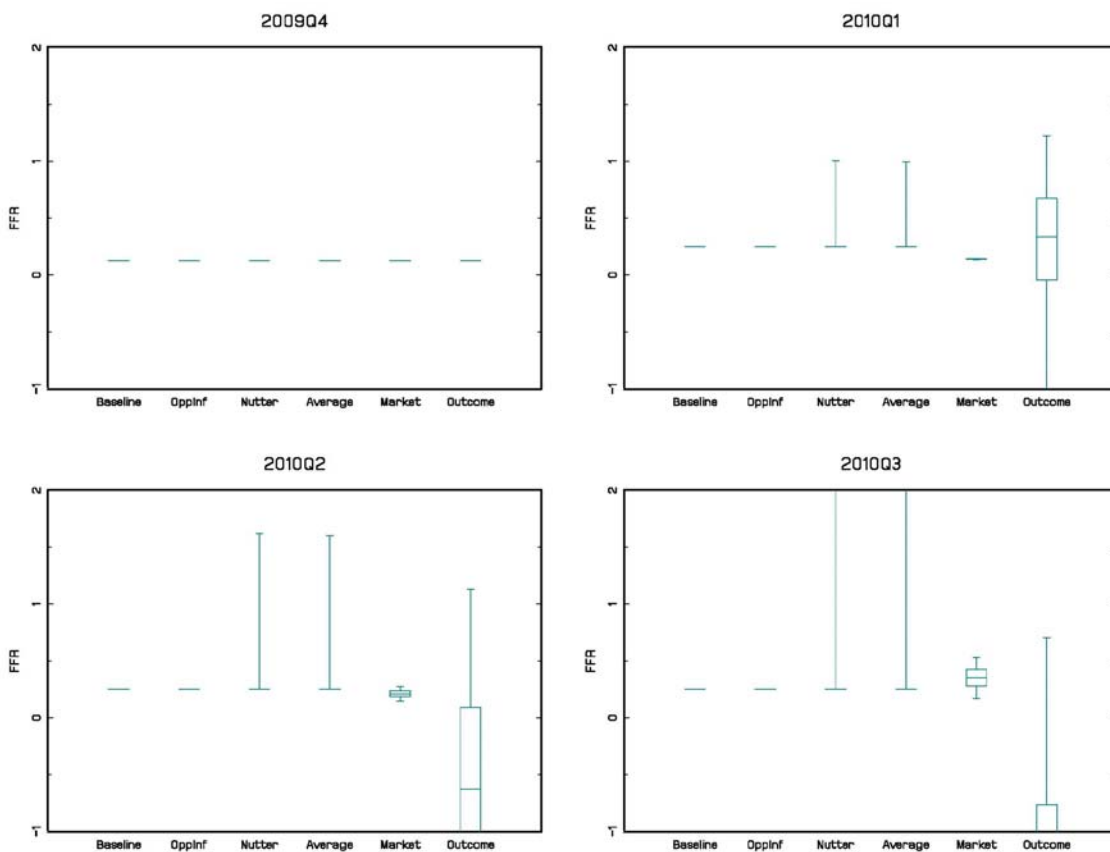 2009Q4
2
1
0
-1
FFR
Baseline OppInf Nutter Average Market Outcome
2010Q1
2
1
0
-1
FFR
Baseline OppInf Nutter Average Market Outcome
2010Q2
2
1
0
-1
FFR
Baseline OppInf Nutter Average Market Outcome
2010Q3
2
1
0
-1
FFR
Baseline OppInf Nutter Average Market Outcome